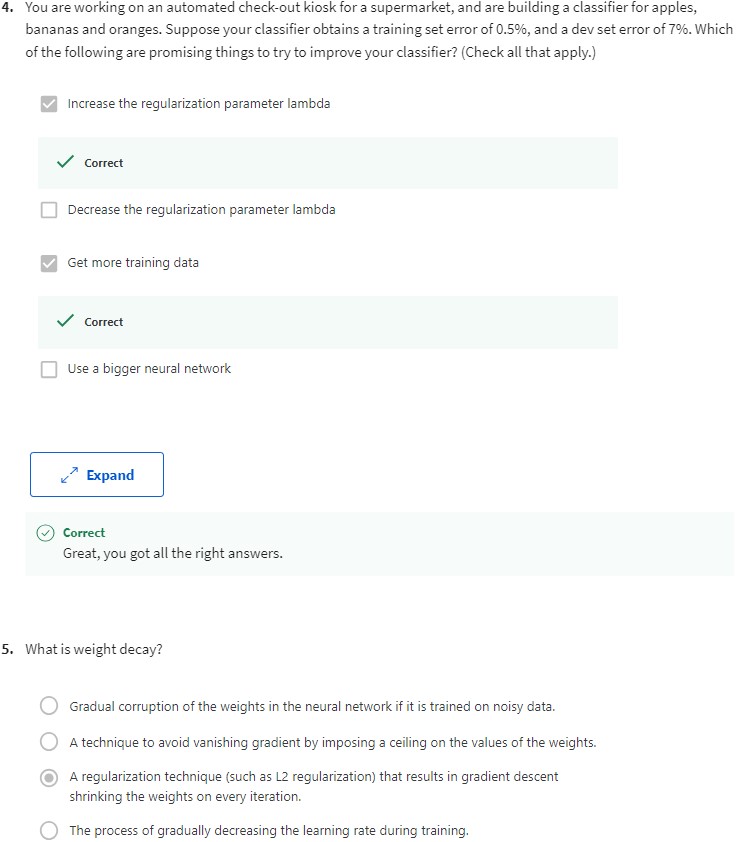 4. You are working on an automated check-out kiosk for a supermarket, and are building a classifier for apples,
bananas and oranges. Suppose your classifier obtains a training set error of 0.5%, and a dev set error of 7%. Which
of the following are promising things to try to improve your classifier? (Check all that apply.)
Increase the regularization parameter lambda
Correct
Decrease the regularization parameter lambda
Get more training data
Correct
Use a bigger neural network
Expand
Correct
Great, you got all the right answers.
5. What is weight decay?
Gradual corruption of the weights in the neural network if it is trained on noisy data.
A technique to avoid vanishing gradient by imposing a ceiling on the values of the weights.
A regularization technique (such as L2 regularization) that results in gradient descent
shrinking the weights on every iteration.
The process of gradually decreasing the learning rate during training.